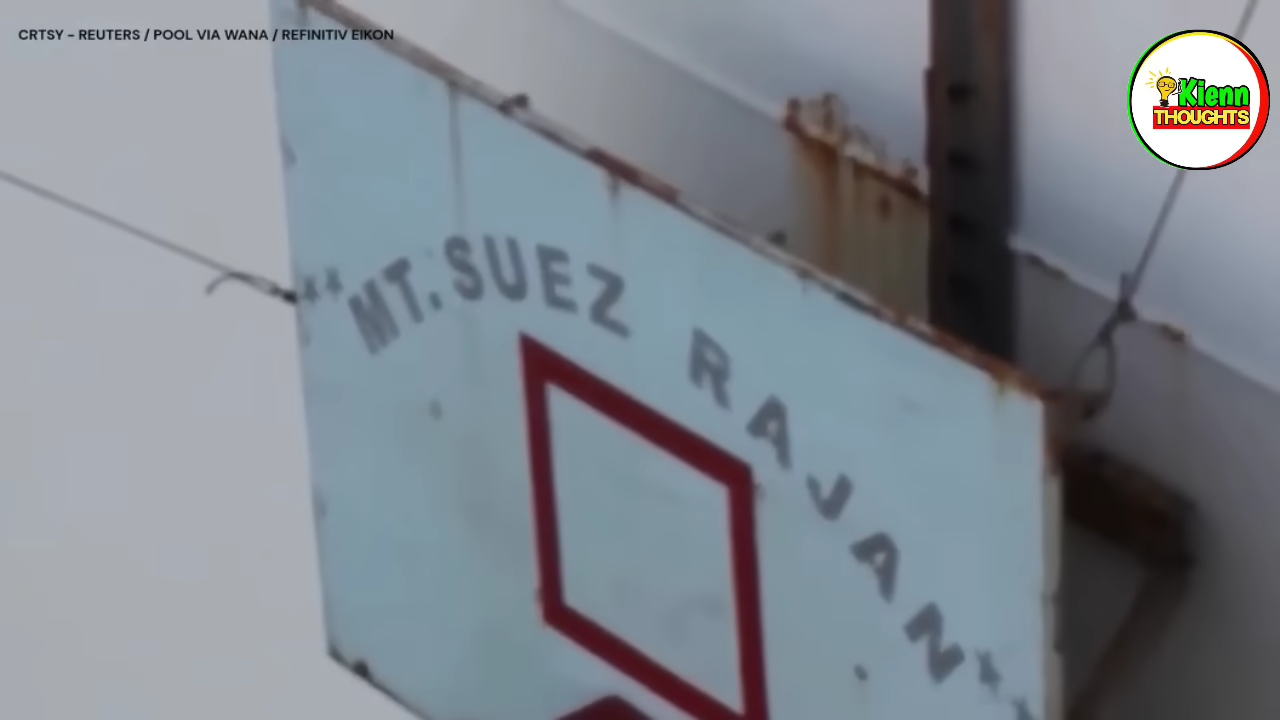 CRTSY - REUTERS / POOL VIA WANA / REFINITIV EIKON
Kienn
THOUGHTS
** MT. SUEZ RAJAN **